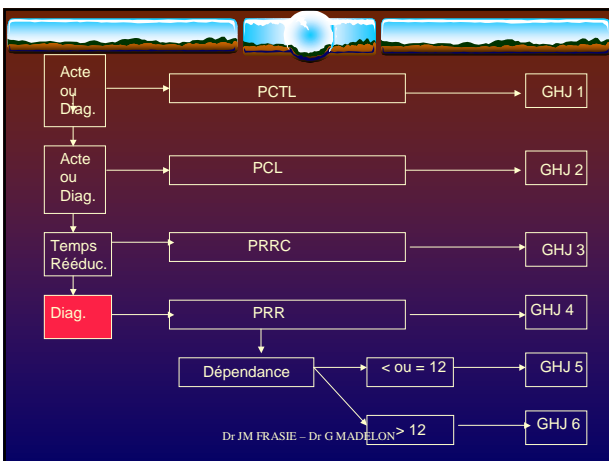 Acte
ou
Diag.
PCTL
GHJ 1
Acte
ou
Diag.
PCL
GHJ 2
Temps
Rééduc.
PRRC
GHJ 3
Diag.
PRR
GHJ 4
Dépendance
< ou = 12
GHJ 5
> 12
GHJ 6
Dr JM FRASIE – Dr G MADELON